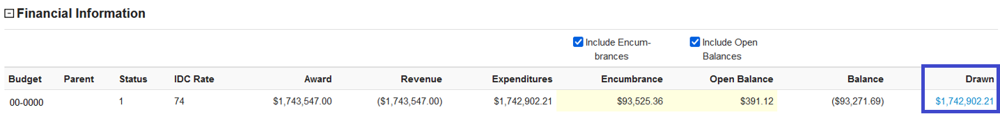 Financial Information
Include Encum-
brances
Include Open
Balances
Budget Parent Status IDC Rate Award Revenue Expenditures Encumbrance Open Balance Balance Drawn
00-0000 1 74 $1,743,547.00 ($1,743,547.00) $1,742,902.21 $93,525.36 $391.12 ($93,271.69) $1,742,902.21